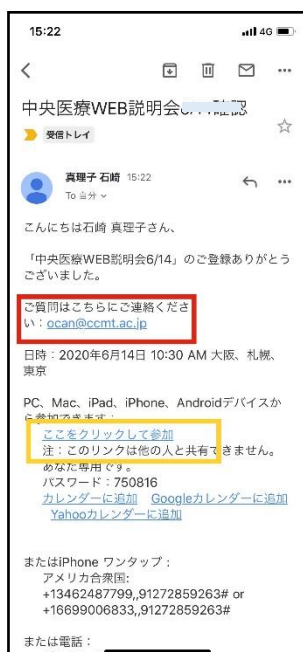 15:22
4G
中央医療WEB説明会 確認
受信トレイ
真理子 石崎 15:22
To 自分
こんにちは石崎 真理子さん、
「中央医療WEB説明会6/14」のご登録ありがとう
ございました。
ご質問はこちらにご連絡くださ
い：ocan@ccmt.ac.jp
日時：2020年6月14日 10:30 AM 大阪、札幌、
東京
PC、Mac、iPad、iPhone、Androidデバイスか
ら参加できます：
ここをクリックして参加
注：このリンクは他の人と共有できません。
あなた専用です。
パスワード：750816
カレンダーに追加 Googleカレンダーに追加
Yahooカレンダーに追加
またはiPhone ワンタップ：
アメリカ合衆国:
+13462487799,,91272859263# or
+16699006833,,91272859263#
または電話：